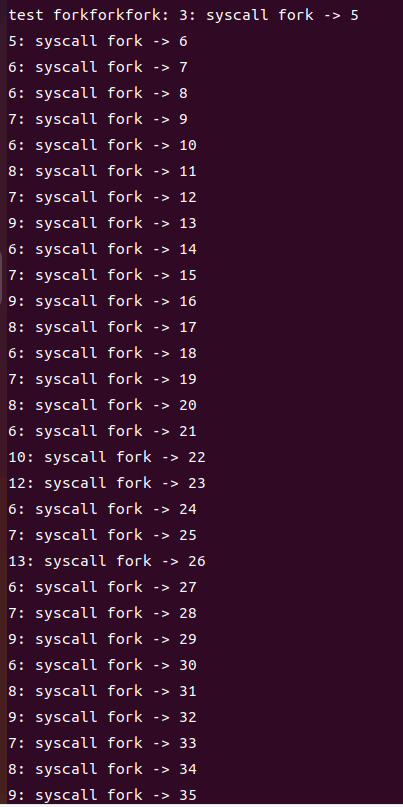 test forkforkfork: 3: syscall fork -> 5
5: syscall fork -> 6
6: syscall fork -> 7
6: syscall fork -> 8
7: syscall fork -> 9
6: syscall fork -> 10
8: syscall fork -> 11
7: syscall fork -> 12
9: syscall fork -> 13
6: syscall fork -> 14
7: syscall fork -> 15
9: syscall fork -> 16
8: syscall fork -> 17
6: syscall fork -> 18
7: syscall fork -> 19
8: syscall fork -> 20
6: syscall fork -> 21
10: syscall fork -> 22
12: syscall fork -> 23
6: syscall fork -> 24
7: syscall fork -> 25
13: syscall fork -> 26
6: syscall fork -> 27
7: syscall fork -> 28
9: syscall fork -> 29
6: syscall fork -> 30
8: syscall fork -> 31
9: syscall fork -> 32
7: syscall fork -> 33
8: syscall fork -> 34
9: syscall fork -> 35